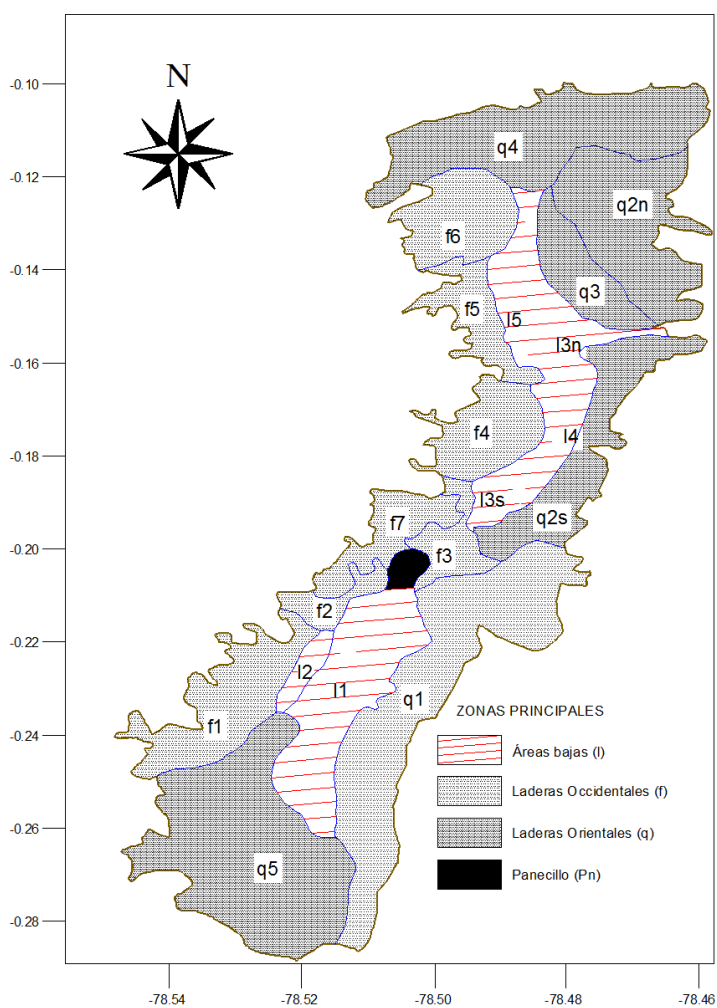 N
-0.10
-0.12
-0.14
-0.16
-0.18
-0.20
-0.22
-0.24
-0.26
-0.28
q4
q2n
f6
q3
f5
l5
l3n
f4
l4
l3s
q2s
f7
f3
f2
l2
l1
q1
f1
q5
ZONAS PRINCIPALES
Áreas bajas (l)
Laderas Occidentales (f)
Laderas Orientales (q)
Panecillo (Pn)
-78.54 -78.52 -78.50 -78.48 -78.46